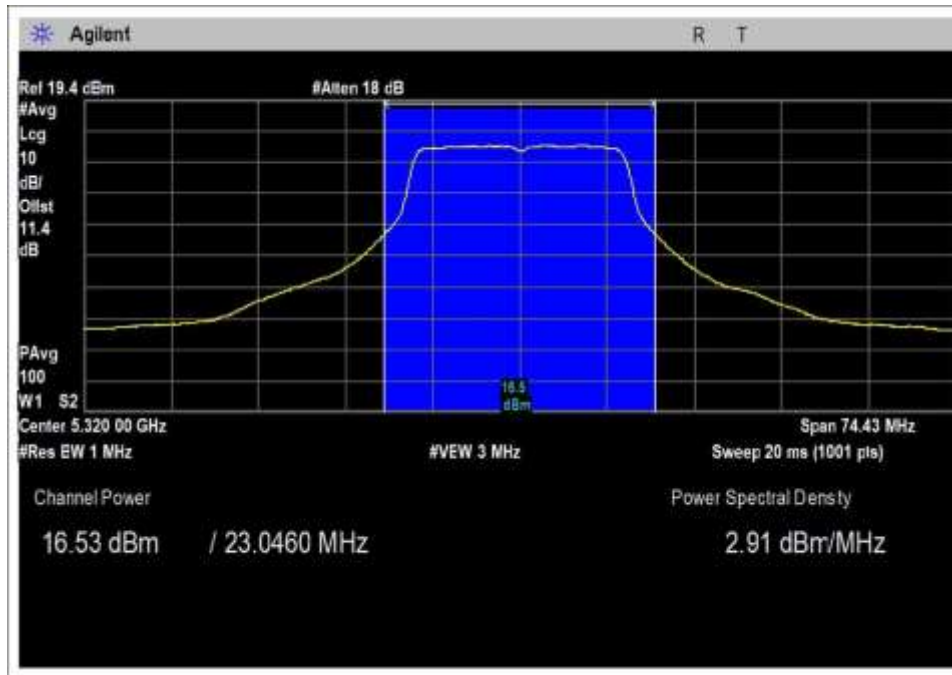 Agilent
R T
Ref 19.4 dBm #Atten 18 dB
#Avg
Log
10
dB/
Offst
11.4
dB
PAvg
100
W1 S2
16.5
dBm
Center 5.320 00 GHz Span 74.43 MHz
#Res BW 1 MHz #VBW 3 MHz Sweep 20 ms (1001 pts)
Channel Power Power Spectral Density
16.53 dBm / 23.0460 MHz 2.91 dBm/MHz